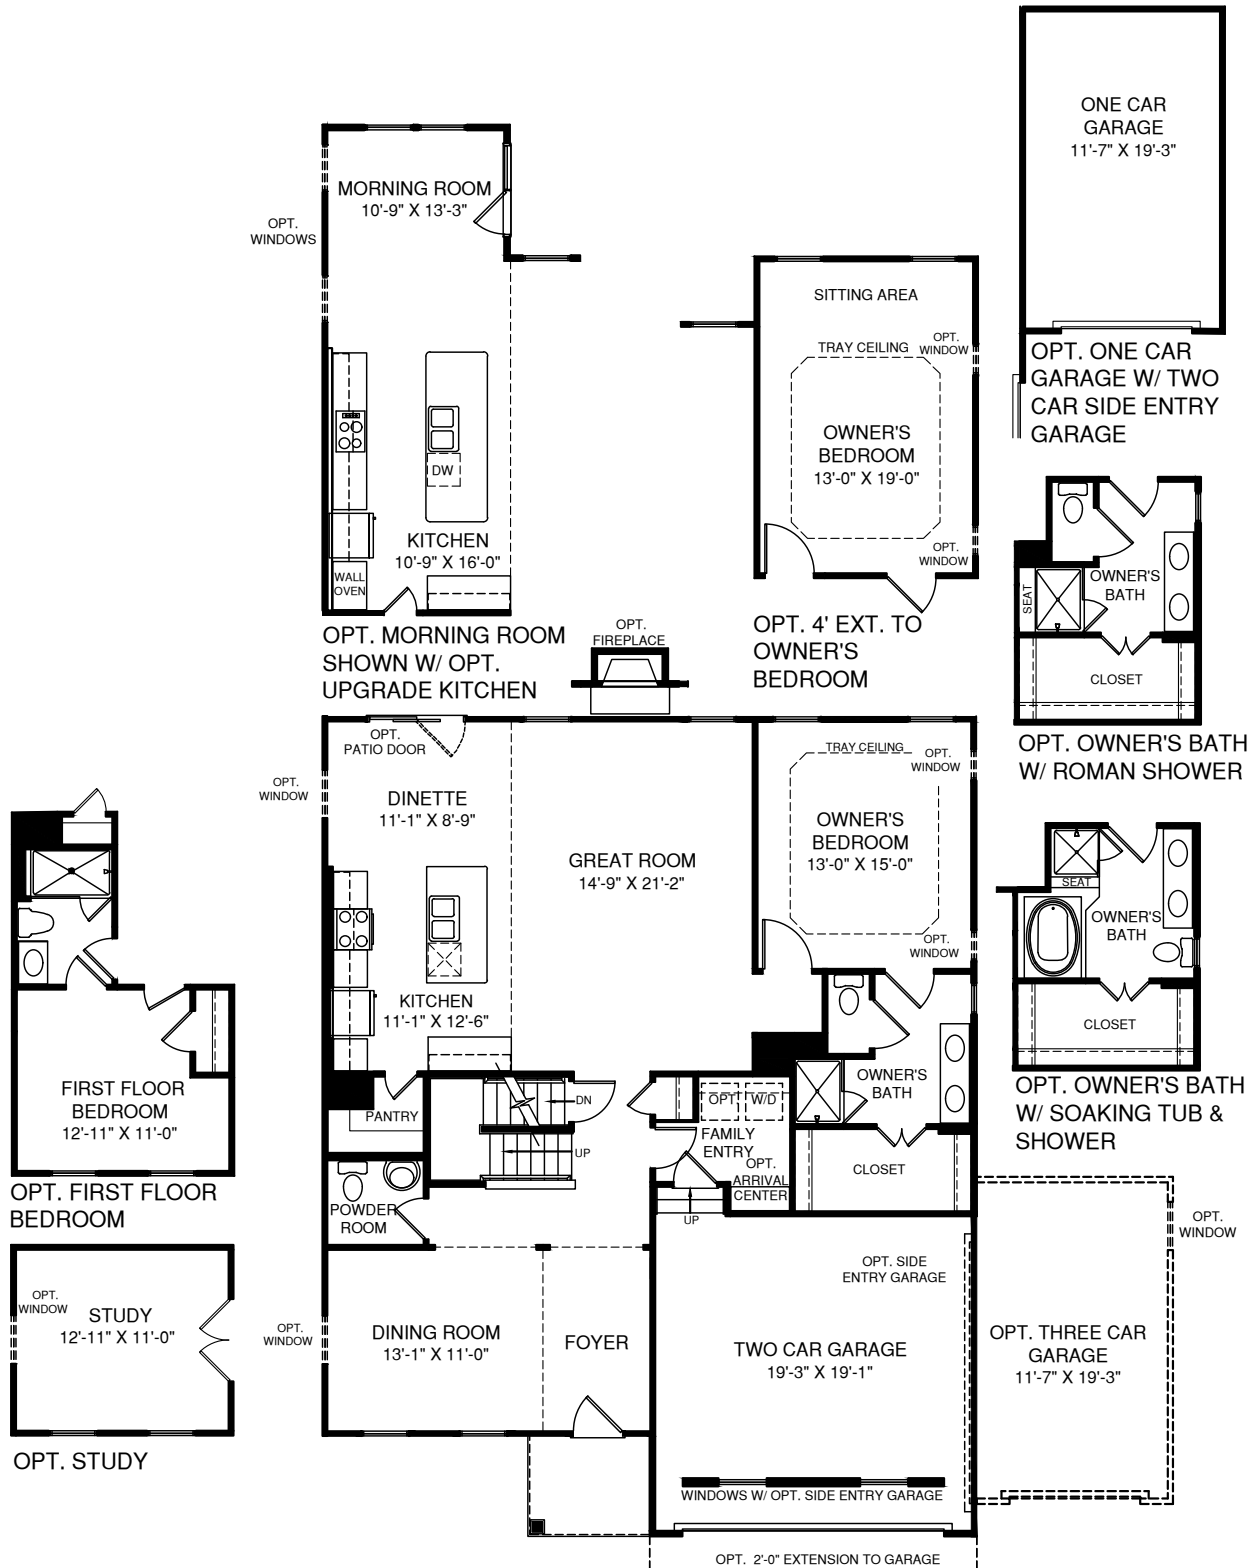 ONE CAR
GARAGE
11'-7" X 19'-3"
OPT. ONE CAR
GARAGE W/ TWO
CAR SIDE ENTRY
GARAGE
MORNING ROOM
10'-9" X 13'-3"
OPT.
WINDOWS
DW
KITCHEN
10'-9" X 16'-0"
WALL
OVEN
OPT. MORNING ROOM
SHOWN W/ OPT.
UPGRADE KITCHEN
SITTING AREA
TRAY CEILING
OPT.
WINDOW
OWNER'S
BEDROOM
13'-0" X 19'-0"
OPT.
WINDOW
OPT. 4' EXT. TO
OWNER'S
BEDROOM
OWNER'S
BATH
SEAT
CLOSET
OPT. OWNER'S BATH
W/ ROMAN SHOWER
OPT.
FIREPLACE
OPT.
PATIO DOOR
OPT.
WINDOW
DINETTE
11'-1" X 8'-9"
GREAT ROOM
14'-9" X 21'-2"
KITCHEN
11'-1" X 12'-6"
TRAY CEILING
OPT.
WINDOW
OWNER'S
BEDROOM
13'-0" X 15'-0"
OPT.
WINDOW
SEAT
OWNER'S
BATH
CLOSET
OPT. OWNER'S BATH
W/ SOAKING TUB &
SHOWER
FIRST FLOOR
BEDROOM
12'-11" X 11'-0"
OPT. FIRST FLOOR
BEDROOM
PANTRY
DN
UP
OPT W/D
FAMILY
ENTRY
OPT.
ARRIVAL
CENTER
UP
OWNER'S
BATH
CLOSET
POWDER
ROOM
OPT.
WINDOW
STUDY
12'-11" X 11'-0"
OPT. STUDY
OPT.
WINDOW
DINING ROOM
13'-1" X 11'-0"
FOYER
OPT. SIDE
ENTRY GARAGE
TWO CAR GARAGE
19'-3" X 19'-1"
WINDOWS W/ OPT. SIDE ENTRY GARAGE
OPT. 2'-0" EXTENSION TO GARAGE
OPT.
WINDOW
OPT. THREE CAR
GARAGE
11'-7" X 19'-3"